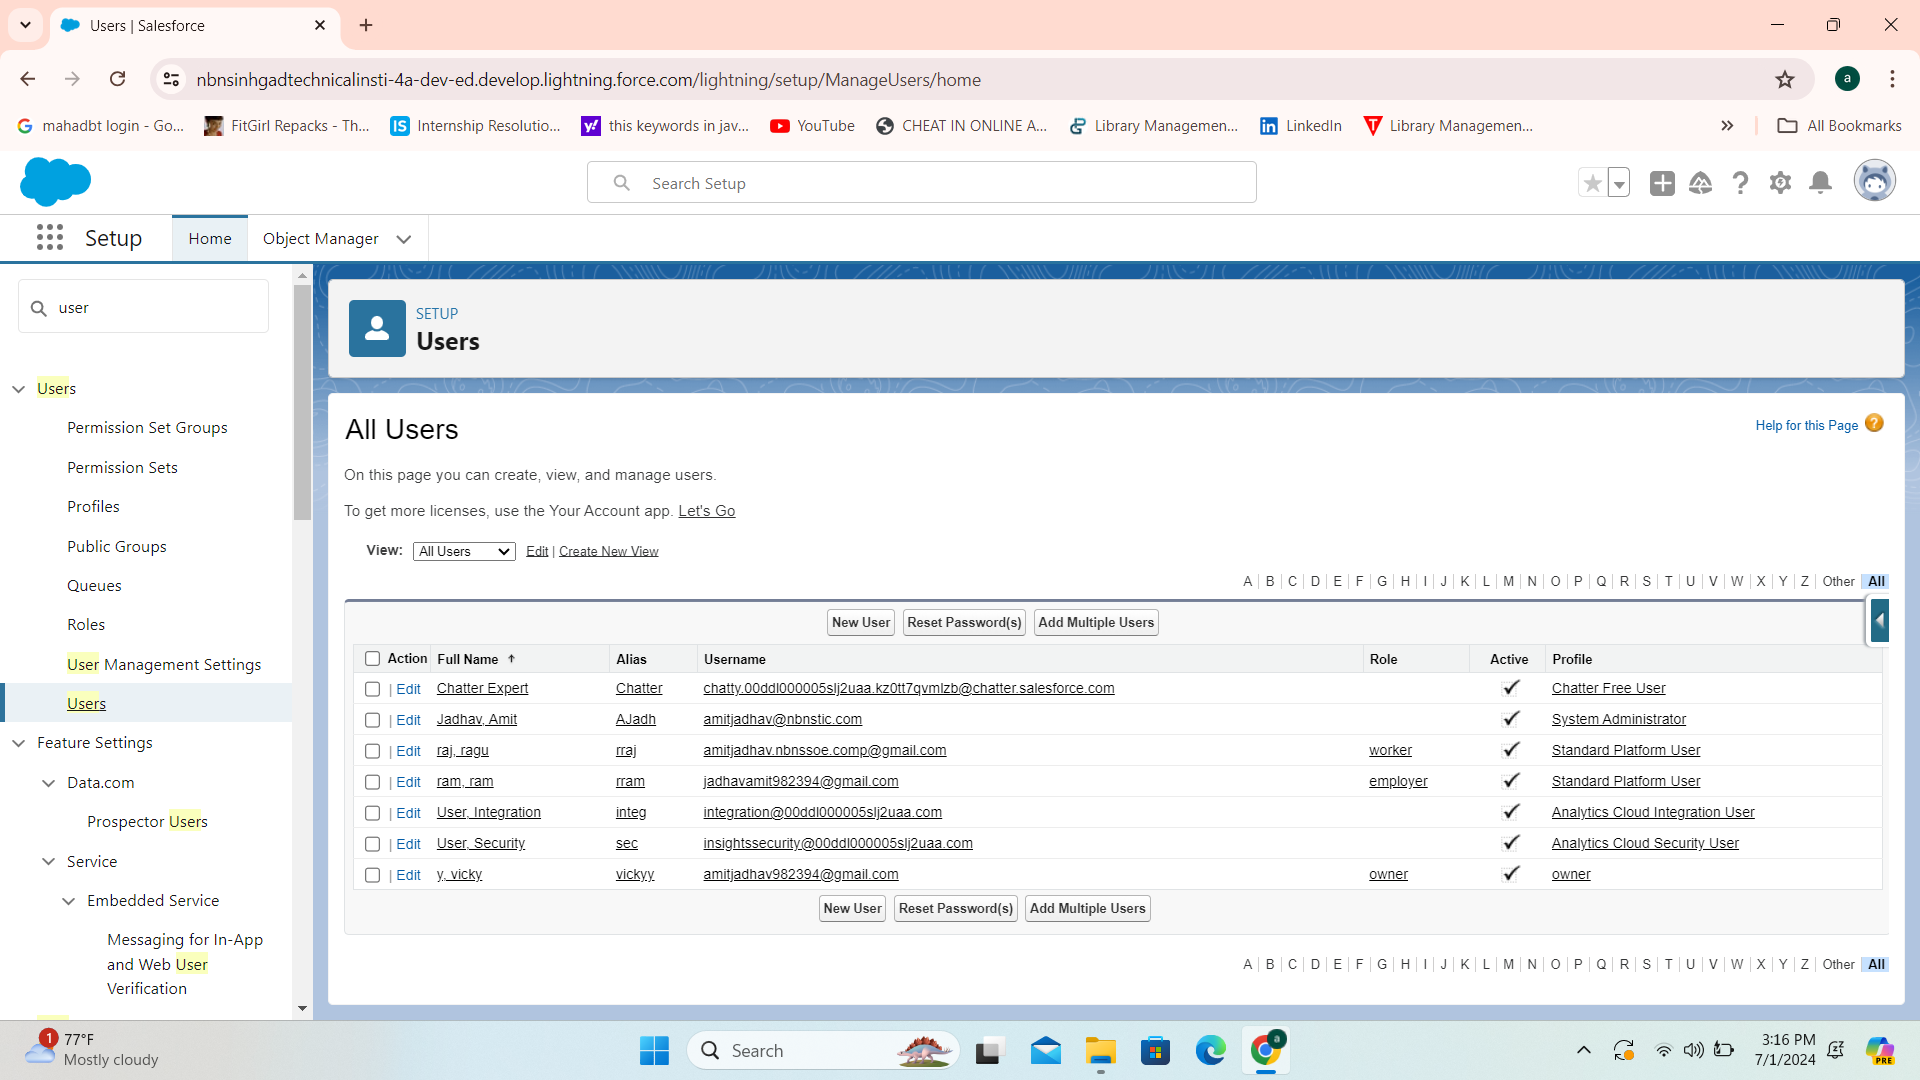 Users | Salesforce
nbnsinhgadtechnicalinsti-4a-dev-ed.develop.lightning.force.com/lightning/setup/ManageUsers/home
a
mahadbt login - Go... FitGirl Repacks - Th... IS Internship Resolutio... y! this keywords in jav... YouTube CHEAT IN ONLINE A... Library Managemen... in LinkedIn Library Managemen... All Bookmarks
Search Setup
Setup Home Object Manager
user
SETUP
Users
Users
Permission Set Groups
Permission Sets
Profiles
Public Groups
Queues
Roles
User Management Settings
Users
Feature Settings
Data.com
Prospector Users
Service
Embedded Service
Messaging for In-App
and Web User
Verification
All Users
Help for this Page ?
On this page you can create, view, and manage users.
To get more licenses, use the Your Account app. Let's Go
View: All Users Edit | Create New View
A | B | C | D | E | F | G | H | I | J | K | L | M | N | O | P | Q | R | S | T | U | V | W | X | Y | Z | Other | All
New User Reset Password(s) Add Multiple Users
Action Full Name Alias Username Role Active Profile
| Edit Chatter Expert Chatter chatty.00ddl000005slj2uaa.kz0tt7qvmlzb@chatter.salesforce.com Chatter Free User
| Edit Jadhav, Amit AJadh amitjadhav@nbnstic.com System Administrator
| Edit raj, ragu rraj amitjadhav.nbnssoe.comp@gmail.com worker Standard Platform User
| Edit ram, ram rram jadhavamit982394@gmail.com employer Standard Platform User
| Edit User, Integration integ integration@00ddl000005slj2uaa.com Analytics Cloud Integration User
| Edit User, Security sec insightssecurity@00ddl000005slj2uaa.com Analytics Cloud Security User
| Edit y, vicky vickyy amitjadhav982394@gmail.com owner owner
New User Reset Password(s) Add Multiple Users
A | B | C | D | E | F | G | H | I | J | K | L | M | N | O | P | Q | R | S | T | U | V | W | X | Y | Z | Other | All
1 77°F
Mostly cloudy
Search
a
3:16 PM
7/1/2024
PRE